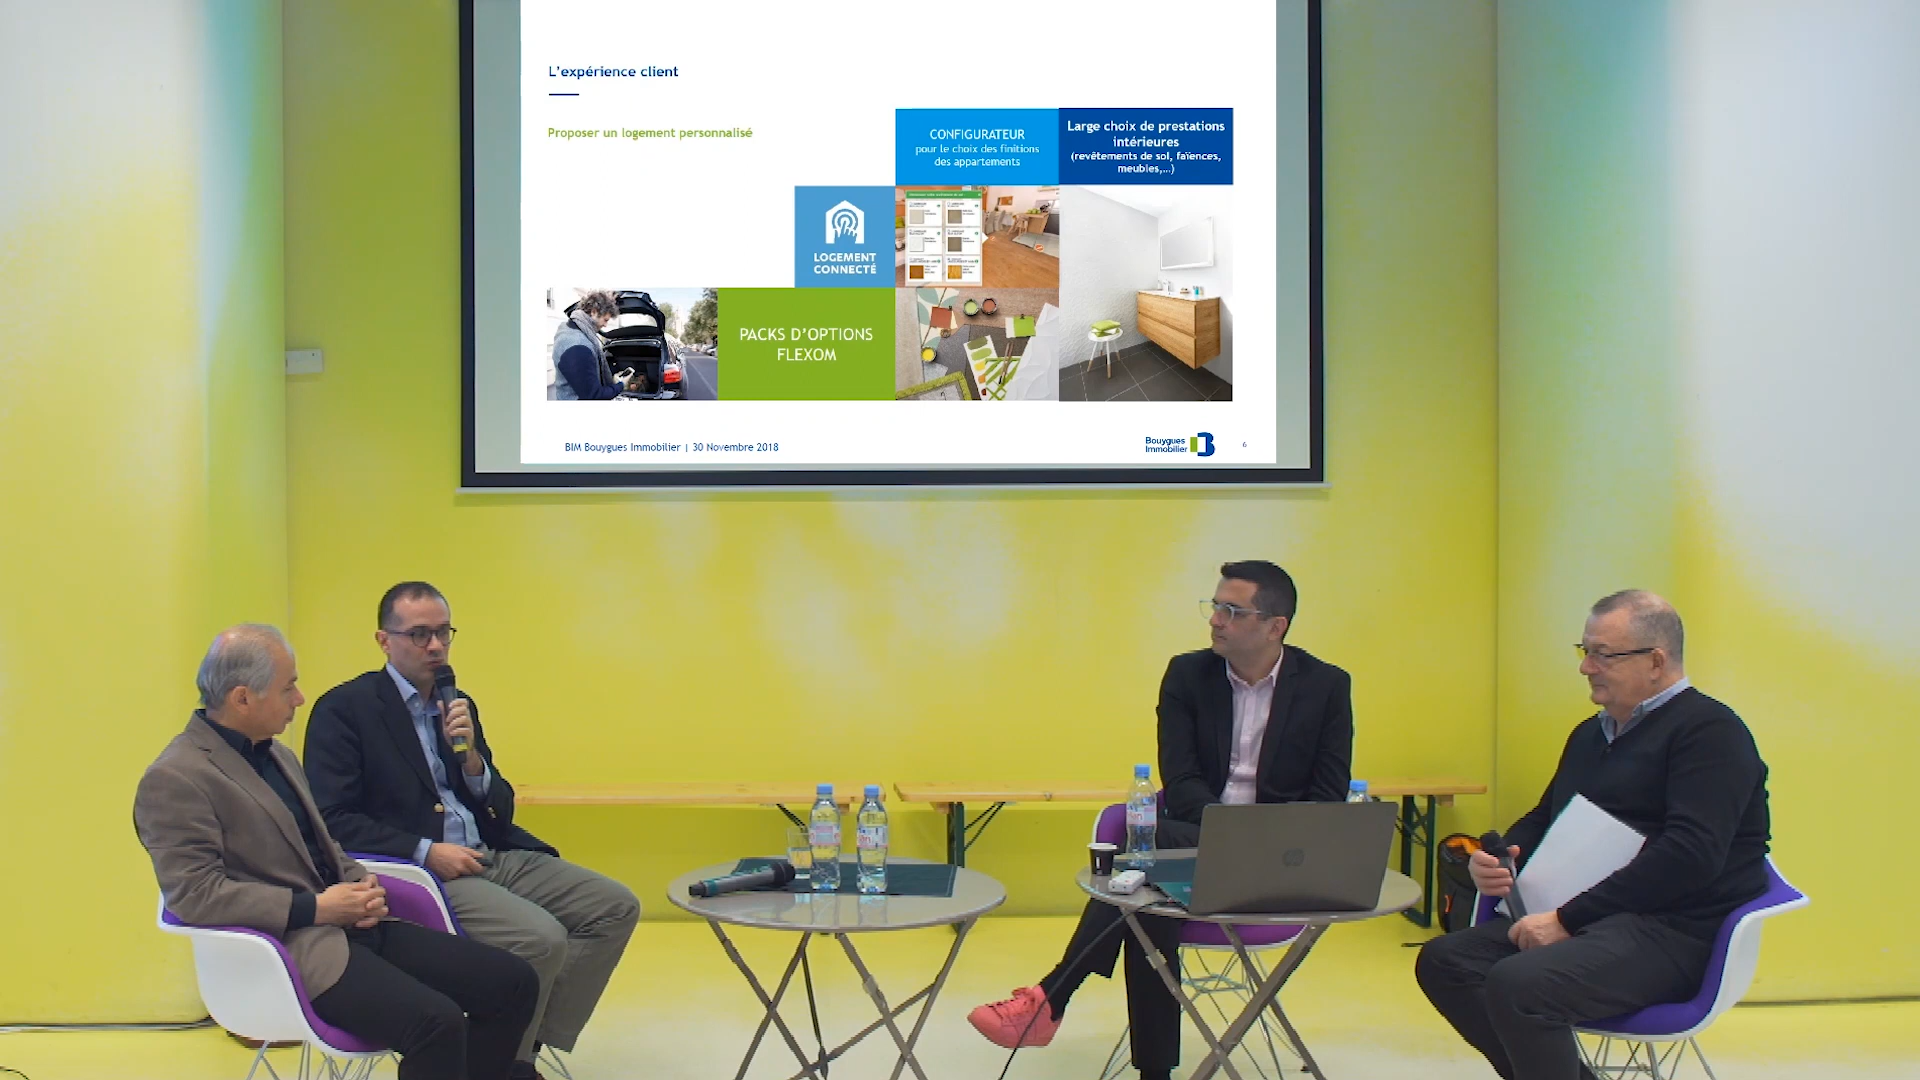 L'expérience client
Proposer un logement personnalisé
CONFIGURATEUR
pour le choix des finitions
des appartements
Large choix de prestations
intérieures
(revêtements de sol, faïences,
meubles,...)
LOGEMENT
CONNECTÉ
PACKS D'OPTIONS
FLEXOM
BIM Bouygues Immobilier | 30 Novembre 2018
Bouygues
Immobilier
6